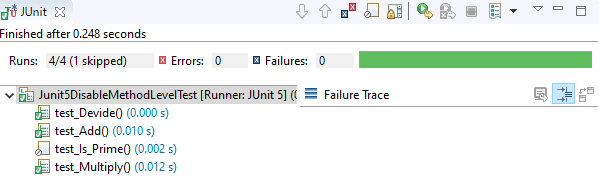 JUnit
Finished after 0.248 seconds
Runs: 4/4 (1 skipped) Errors: 0 Failures: 0
Junit5DisableMethodLevelTest [Runner: JUnit 5] (0 Failure Trace
test_Devide() (0.000 s)
test_Add() (0.010 s)
test_Is_Prime() (0.002 s)
test_Multiply() (0.012 s)